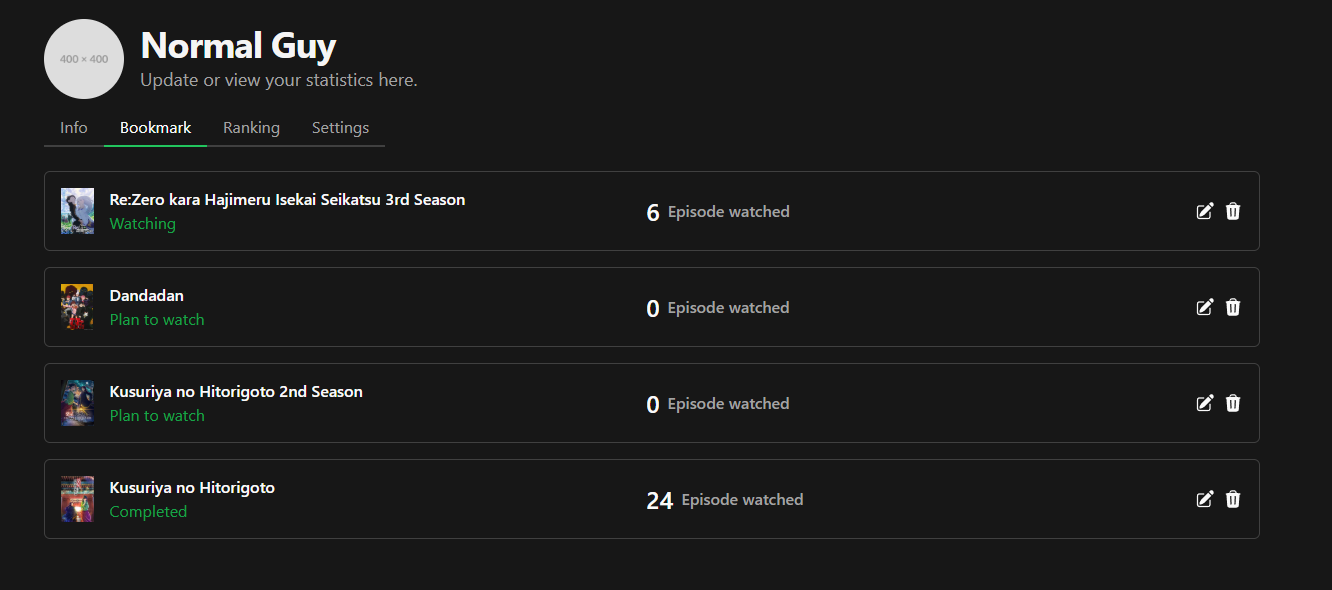 400 × 400
Normal Guy
Update or view your statistics here.
Info Bookmark Ranking Settings
Re:Zero kara Hajimeru Isekai Seikatsu 3rd Season
Watching
6 Episode watched
Dandadan
Plan to watch
0 Episode watched
Kusuriya no Hitorigoto 2nd Season
Plan to watch
0 Episode watched
Kusuriya no Hitorigoto
Completed
24 Episode watched